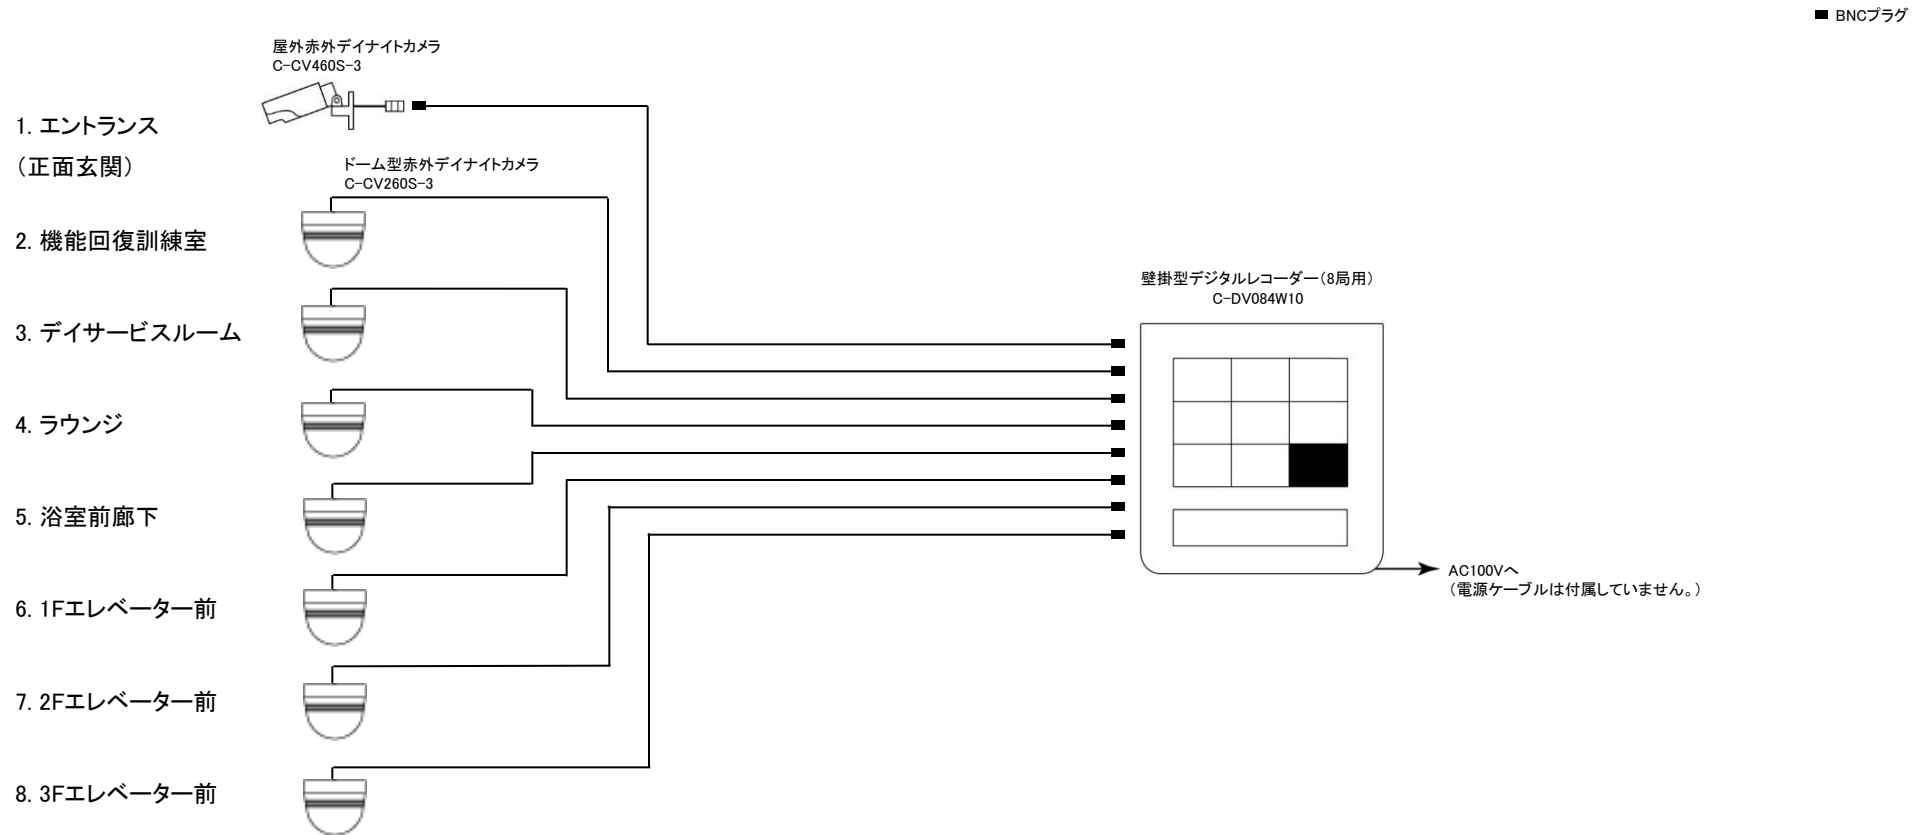 ■ BNCプラグ
屋外赤外デイナイトカメラ
C-CV460S-3
1. エントランス
（正面玄関）
ドーム型赤外デイナイトカメラ
C-CV260S-3
2. 機能回復訓練室
3. デイサービスルーム
4. ラウンジ
5. 浴室前廊下
6. 1Fエレベーター前
7. 2Fエレベーター前
8. 3Fエレベーター前
壁掛型デジタルレコーダー（8局用）
C-DV084W10
AC100Vへ
（電源ケーブルは付属していません。）